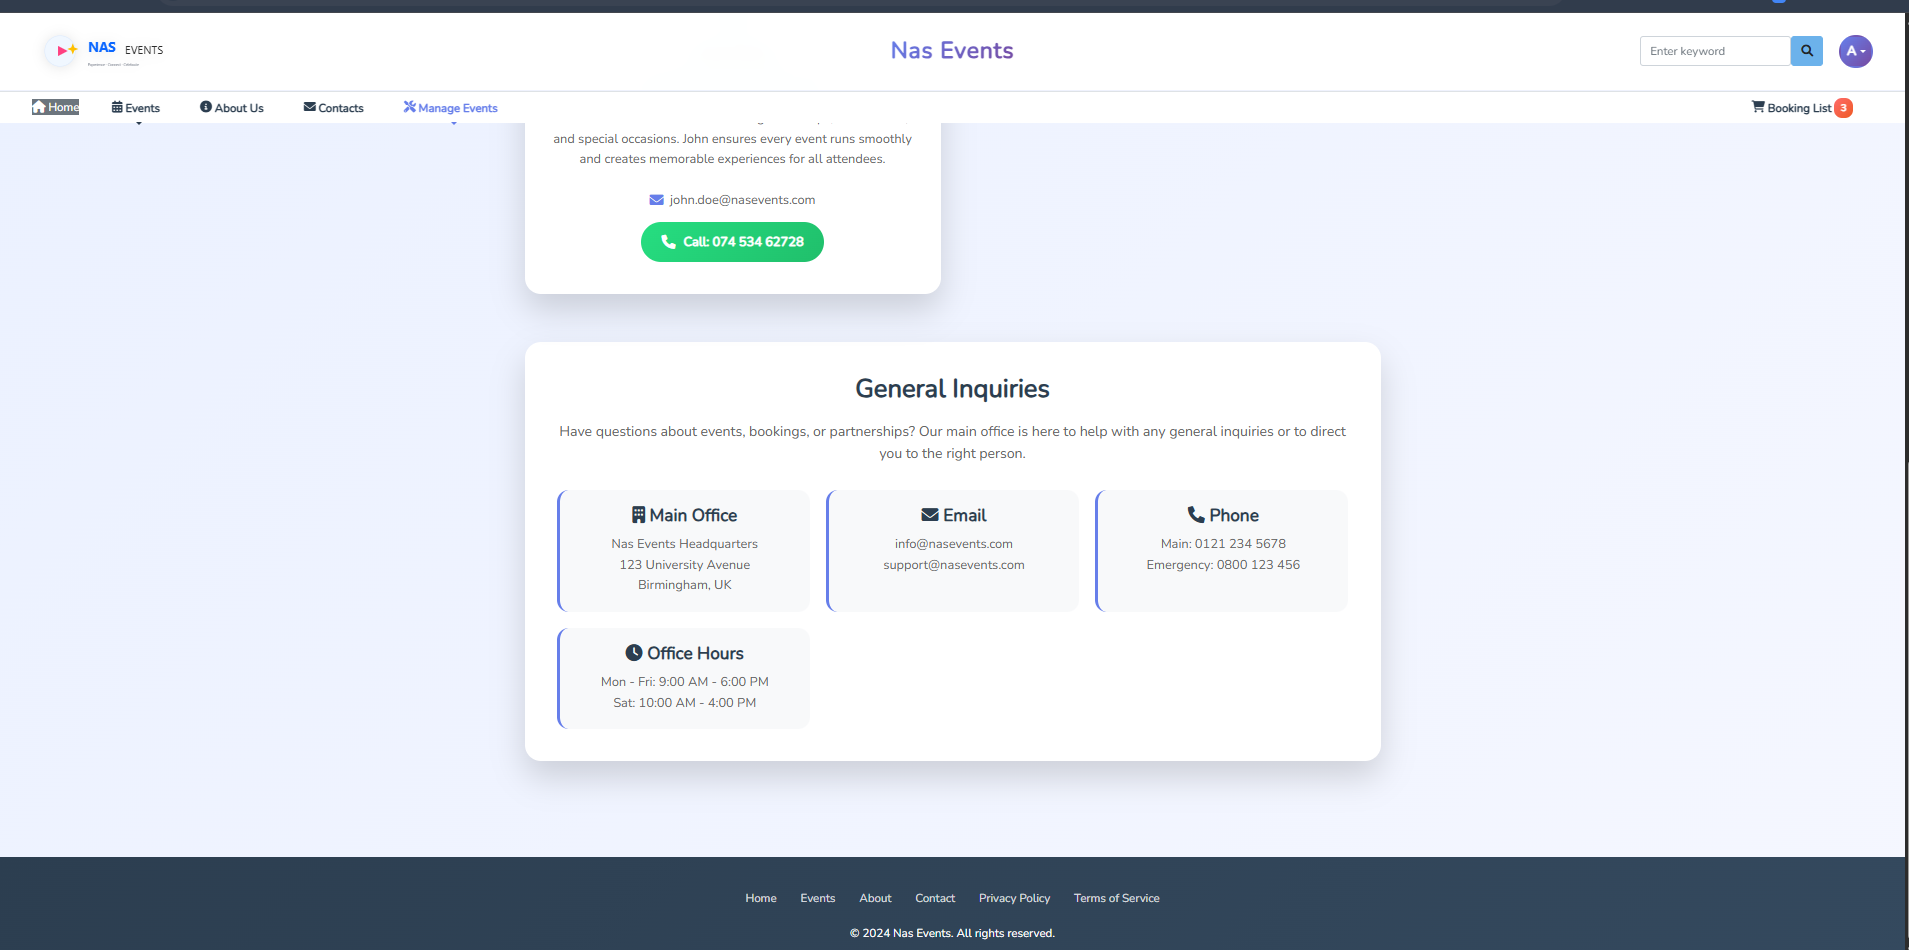 NAS EVENTS
Experience · Connect · Celebrate
Nas Events
Enter keyword
A
Home
Events
About Us
Contacts
Manage Events
Booking List 3
and special occasions. John ensures every event runs smoothly
and creates memorable experiences for all attendees.
john.doe@nasevents.com
Call: 074 534 62728
General Inquiries
Have questions about events, bookings, or partnerships? Our main office is here to help with any general inquiries or to direct
you to the right person.
Main Office
Nas Events Headquarters
123 University Avenue
Birmingham, UK
Email
info@nasevents.com
support@nasevents.com
Phone
Main: 0121 234 5678
Emergency: 0800 123 456
Office Hours
Mon - Fri: 9:00 AM - 6:00 PM
Sat: 10:00 AM - 4:00 PM
Home
Events
About
Contact
Privacy Policy
Terms of Service
© 2024 Nas Events. All rights reserved.